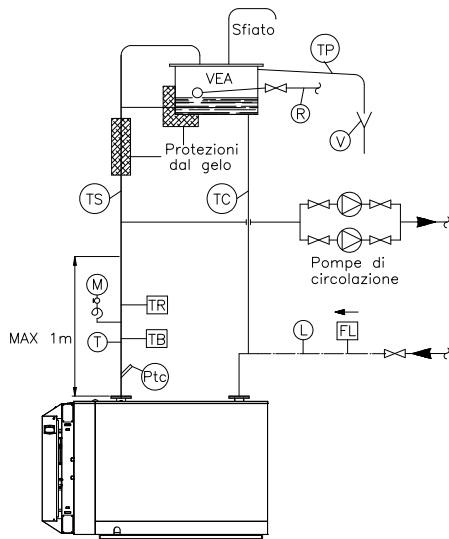 Sfiato
TP
VEA
R
V
Protezioni
dal gelo
TS
TC
Pompe di
circolazione
M
TR
MAX 1m
T
TB
L
FL
Ptc